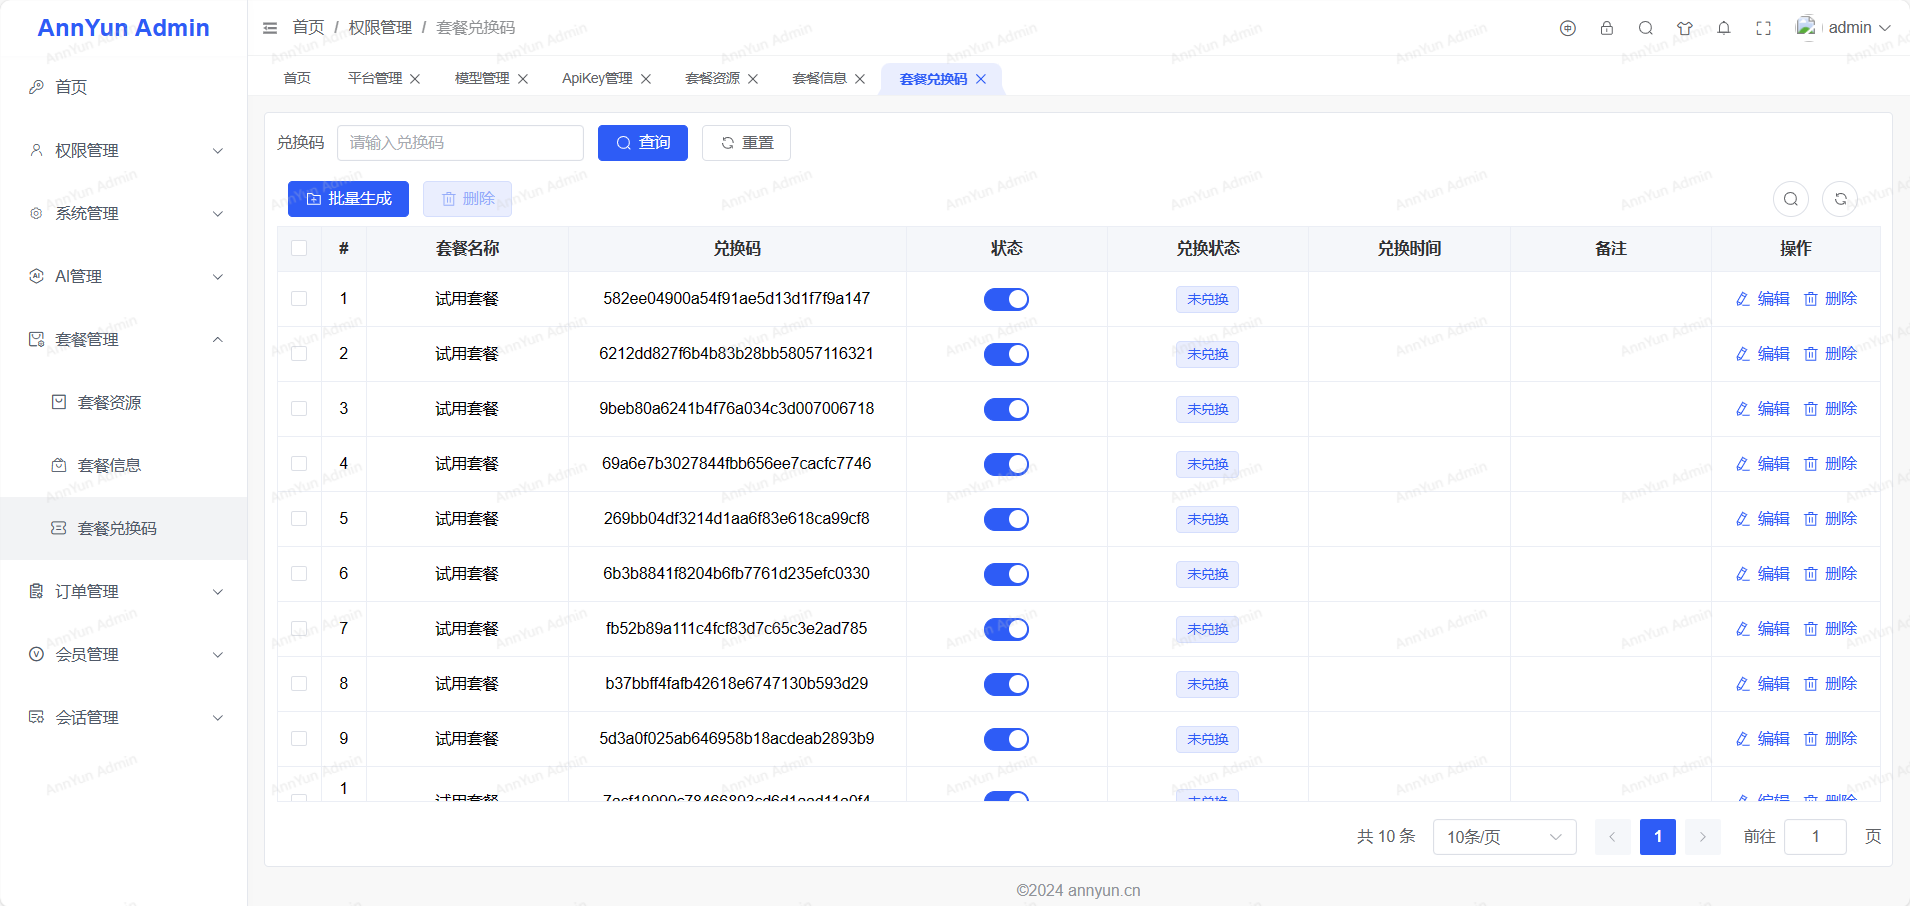 AnnYun Admin
首页 / 权限管理 / 套餐兑换码
admin
首页
平台管理
模型管理
ApiKey管理
套餐资源
套餐信息
套餐兑换码
首页
权限管理
系统管理
AI管理
套餐管理
套餐资源
套餐信息
套餐兑换码
订单管理
会员管理
会话管理
兑换码 请输入兑换码 查询 重置
批量生成 删除
# 套餐名称 兑换码 状态 兑换状态 兑换时间 备注 操作
1 试用套餐 582ee04900a54f91ae5d13d1f7f9a147 未兑换 编辑 删除
2 试用套餐 6212dd827f6b4b83b28bb58057116321 未兑换 编辑 删除
3 试用套餐 9beb80a6241b4f76a034c3d007006718 未兑换 编辑 删除
4 试用套餐 69a6e7b3027844fbb656ee7cacfc7746 未兑换 编辑 删除
5 试用套餐 269bb04df3214d1aa6f83e618ca99cf8 未兑换 编辑 删除
6 试用套餐 6b3b8841f8204b6fb7761d235efc0330 未兑换 编辑 删除
7 试用套餐 fb52b89a111c4fcf83d7c65c3e2ad785 未兑换 编辑 删除
8 试用套餐 b37bbff4fafb42618e6747130b593d29 未兑换 编辑 删除
9 试用套餐 5d3a0f025ab646958b18acdeab2893b9 未兑换 编辑 删除
1 试用套餐 未兑换 编辑 删除
共 10 条 10条/页 1 前往 1 页
©2024 annyun.cn